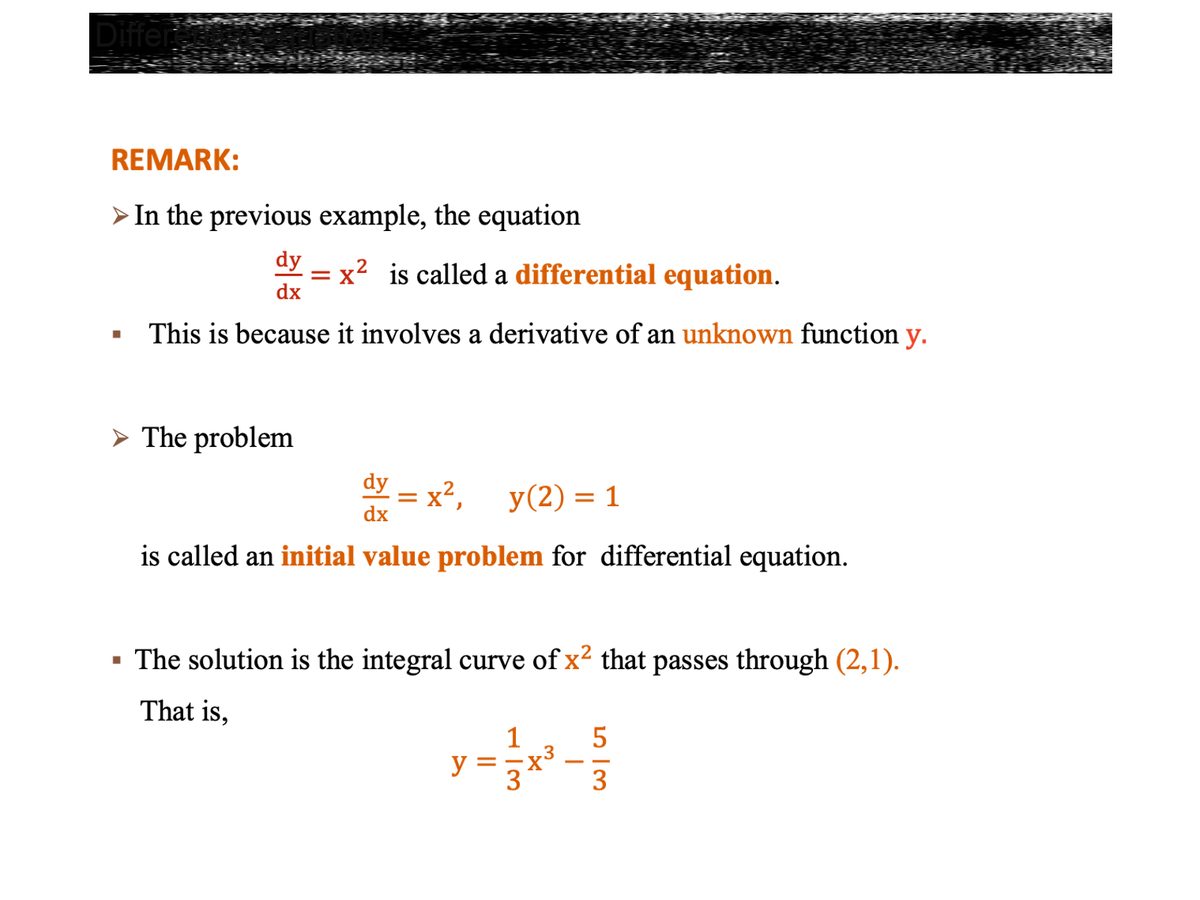 REMARK:
➢ In the previous example, the equation
dy/dx = x² is called a differential equation.
▪ This is because it involves a derivative of an unknown function y.
➢ The problem
dy/dx = x², y(2) = 1
is called an initial value problem for differential equation.
▪ The solution is the integral curve of x² that passes through (2,1).
That is,
y = 1/3 x³ − 5/3